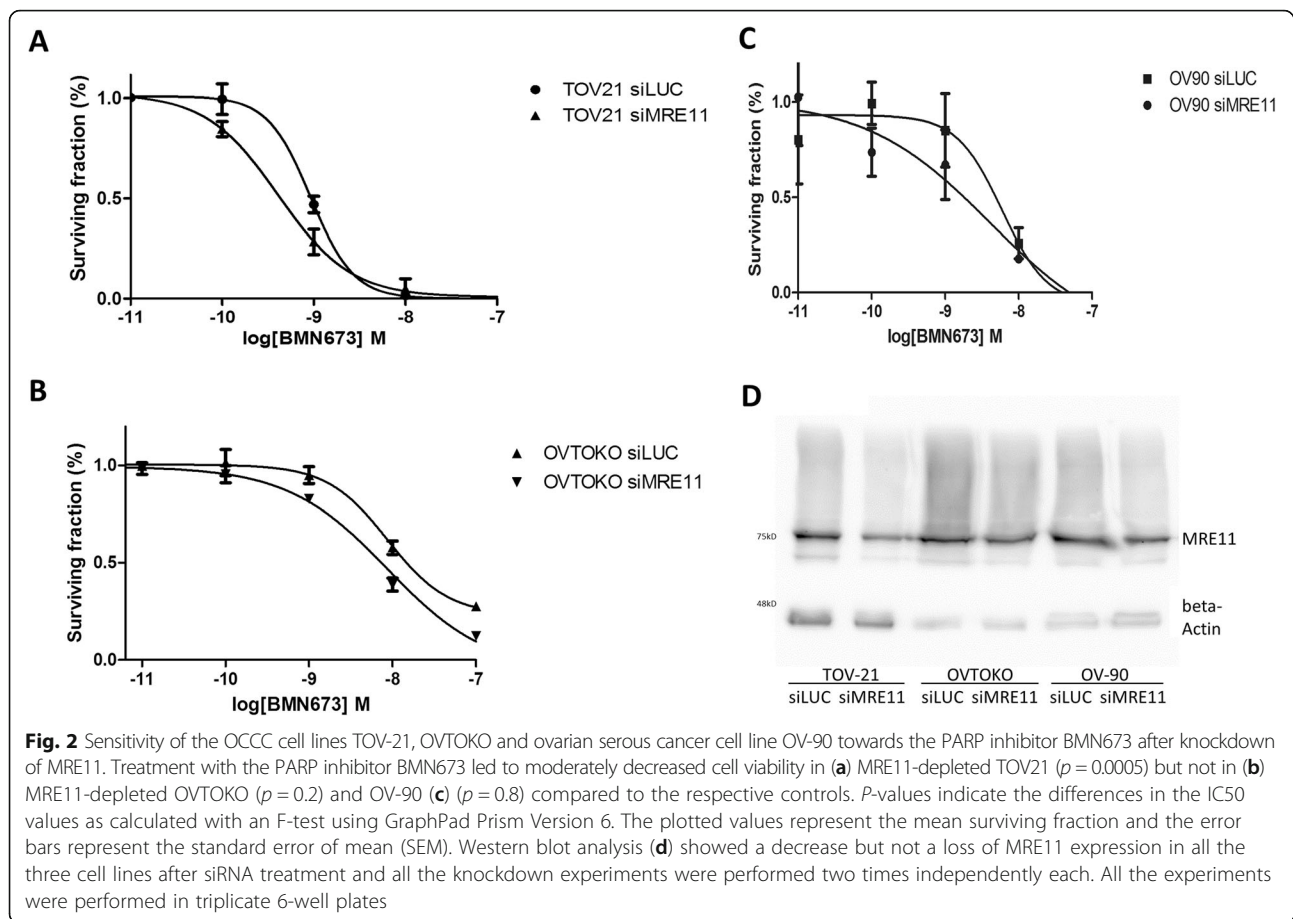 A
Surviving fraction (%)
1.0
0.5
0.0
-11 -10 -9 -8 -7
log[BMN673] M
TOV21 siLUC
TOV21 siMRE11
C
Surviving fraction (%)
1.0
0.5
0.0
-11 -10 -9 -8 -7
log[BMN673] M
OV90 siLUC
OV90 siMRE11
B
Surviving fraction (%)
1.0
0.5
0.0
-11 -10 -9 -8 -7
log[BMN673] M
OVTOKO siLUC
OVTOKO siMRE11
D
75kD
MRE11
48kD
beta-
Actin
TOV-21 OVTOKO OV-90
siLUC siMRE11 siLUC siMRE11 siLUC siMRE11
Fig. 2 Sensitivity of the OCCC cell lines TOV-21, OVTOKO and ovarian serous cancer cell line OV-90 towards the PARP inhibitor BMN673 after knockdown
of MRE11. Treatment with the PARP inhibitor BMN673 led to moderately decreased cell viability in (a) MRE11-depleted TOV21 (p = 0.0005) but not in (b)
MRE11-depleted OVTOKO (p = 0.2) and OV-90 (c) (p = 0.8) compared to the respective controls. P-values indicate the differences in the IC50
values as calculated with an F-test using GraphPad Prism Version 6. The plotted values represent the mean surviving fraction and the error
bars represent the standard error of mean (SEM). Western blot analysis (d) showed a decrease but not a loss of MRE11 expression in all the
three cell lines after siRNA treatment and all the knockdown experiments were performed two times independently each. All the experiments
were performed in triplicate 6-well plates